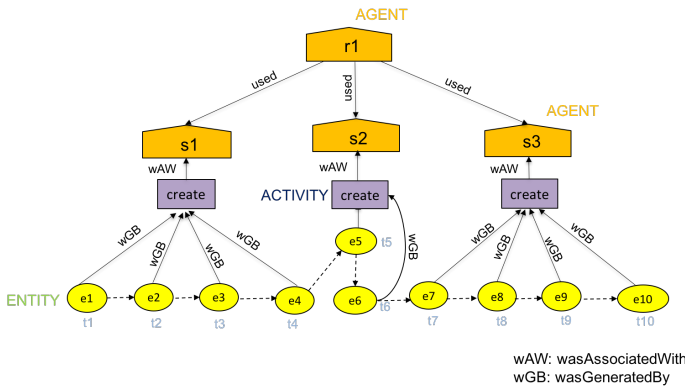 AGENT
r1
used
used
used
AGENT
s1
s2
s3
wAW
wAW
wAW
create
ACTIVITY
create
create
wGB
wGB
wGB
wGB
wGB
wGB
wGB
wGB
wGB
e5
t5
ENTITY
e1
e2
e3
e4
e6
e7
e8
e9
e10
t1
t2
t3
t4
t6
t7
t8
t9
t10
wAW: wasAssociatedWith
wGB: wasGeneratedBy